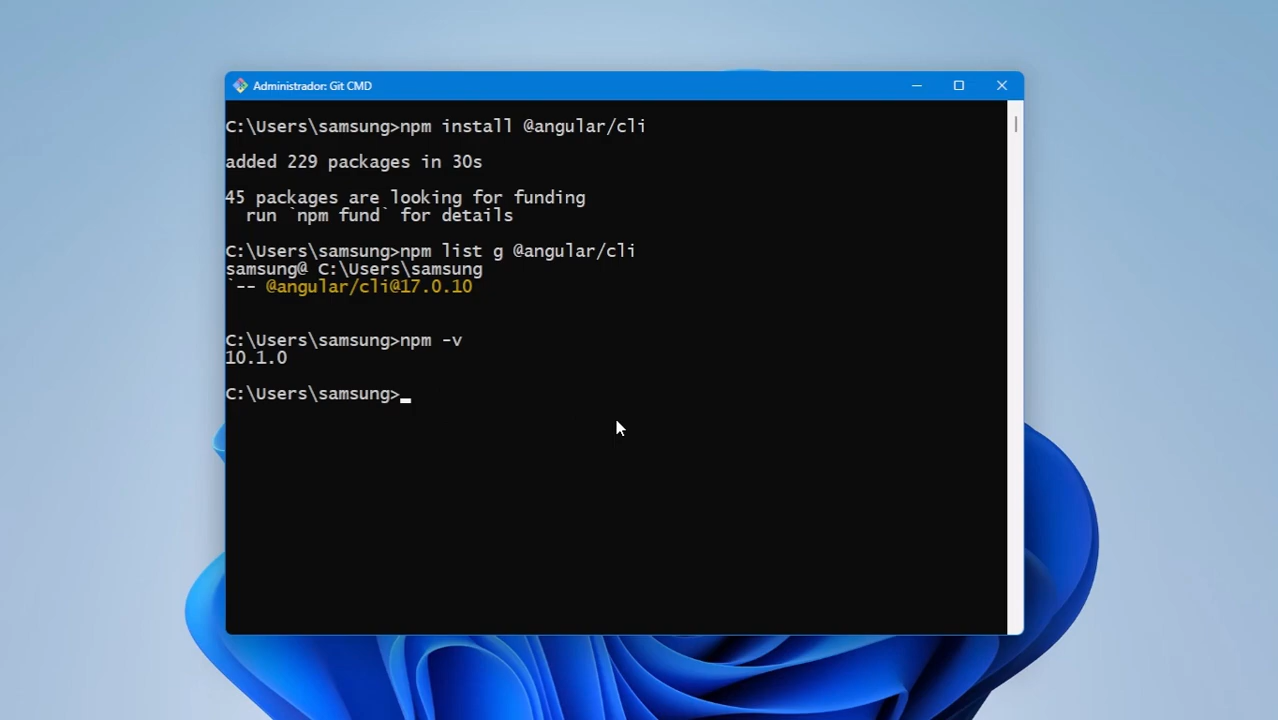 Administrador: Git CMD
C:\Users\samsung>npm install @angular/cli
added 229 packages in 30s
45 packages are looking for funding
  run `npm fund` for details
C:\Users\samsung>npm list g @angular/cli
samsung@ C:\Users\samsung
`-- @angular/cli@17.0.10
C:\Users\samsung>npm -v
10.1.0
C:\Users\samsung>